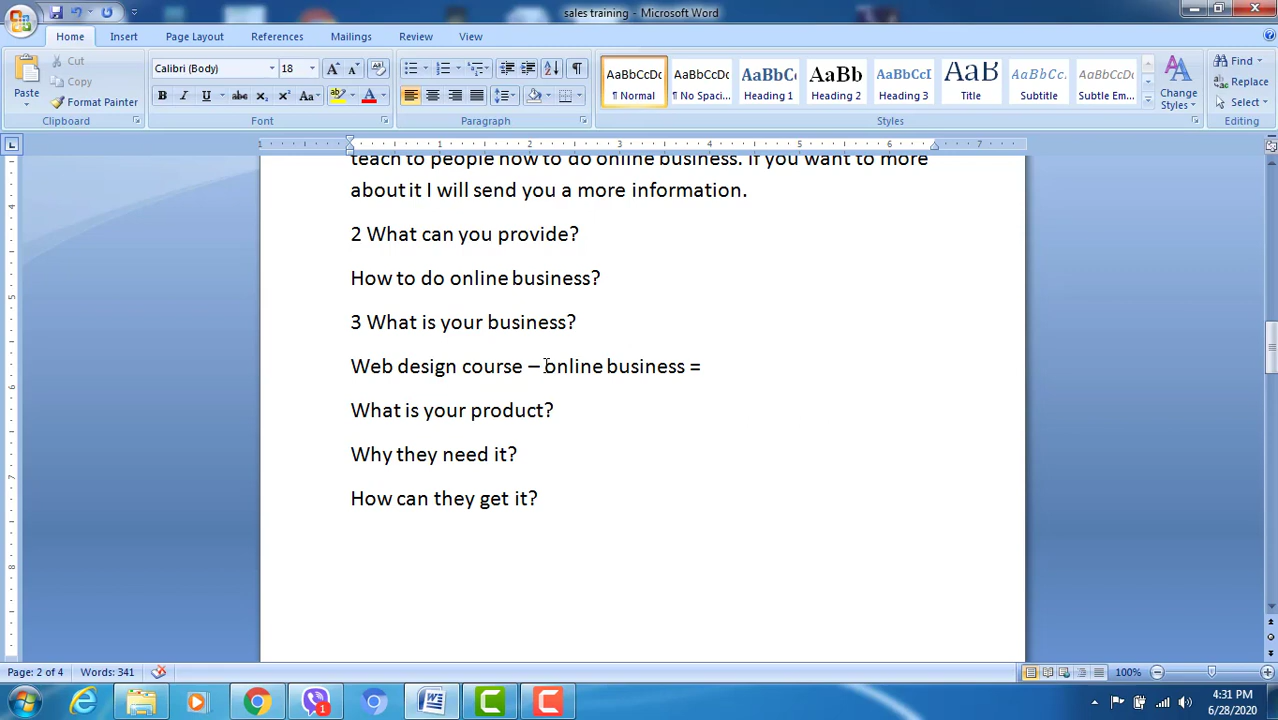 sales training - Microsoft Word
Home Insert Page Layout References Mailings Review View
Paste
Cut
Copy
Format Painter
Clipboard
Calibri (Body) 18
Font
Paragraph
AaBbCcDc AaBbCcDc AaBbC AaBb AaBbCcI AaB AaBbCc. AaBbCcDc
¶ Normal ¶ No Spaci... Heading 1 Heading 2 Heading 3 Title Subtitle Subtle Em...
Styles
Change Styles
Find
Replace
Select
Editing
teach to people how to do online business. If you want to more
about it I will send you a more information.
2 What can you provide?
How to do online business?
3 What is your business?
Web design course – online business =
What is your product?
Why they need it?
How can they get it?
Page: 2 of 4 Words: 341 100%
4:31 PM
6/28/2020